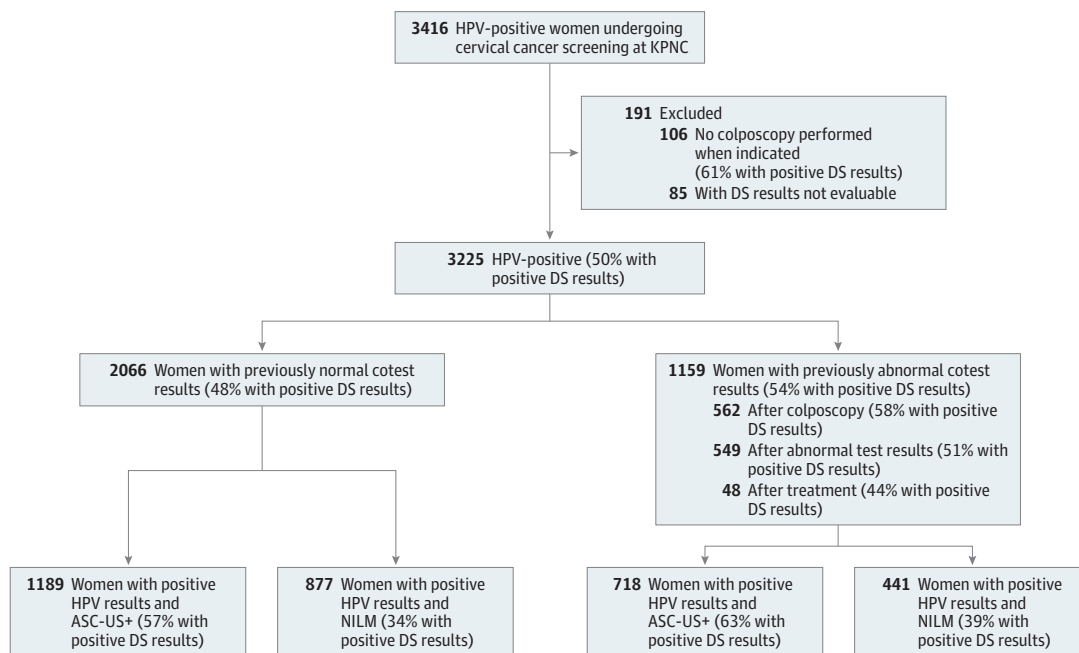 3416 HPV-positive women undergoing
cervical cancer screening at KPNC
191 Excluded
106 No colposcopy performed
when indicated
(61% with positive DS results)
85 With DS results not evaluable
3225 HPV-positive (50% with
positive DS results)
2066 Women with previously normal cotest
results (48% with positive DS results)
1159 Women with previously abnormal cotest
results (54% with positive DS results)
562 After colposcopy (58% with positive
DS results)
549 After abnormal test results (51% with
positive DS results)
48 After treatment (44% with positive
DS results)
1189 Women with positive
HPV results and
ASC-US+ (57% with
positive DS results)
877 Women with positive
HPV results and
NILM (34% with
positive DS results)
718 Women with positive
HPV results and
ASC-US+ (63% with
positive DS results)
441 Women with positive
HPV results and
NILM (39% with
positive DS results)